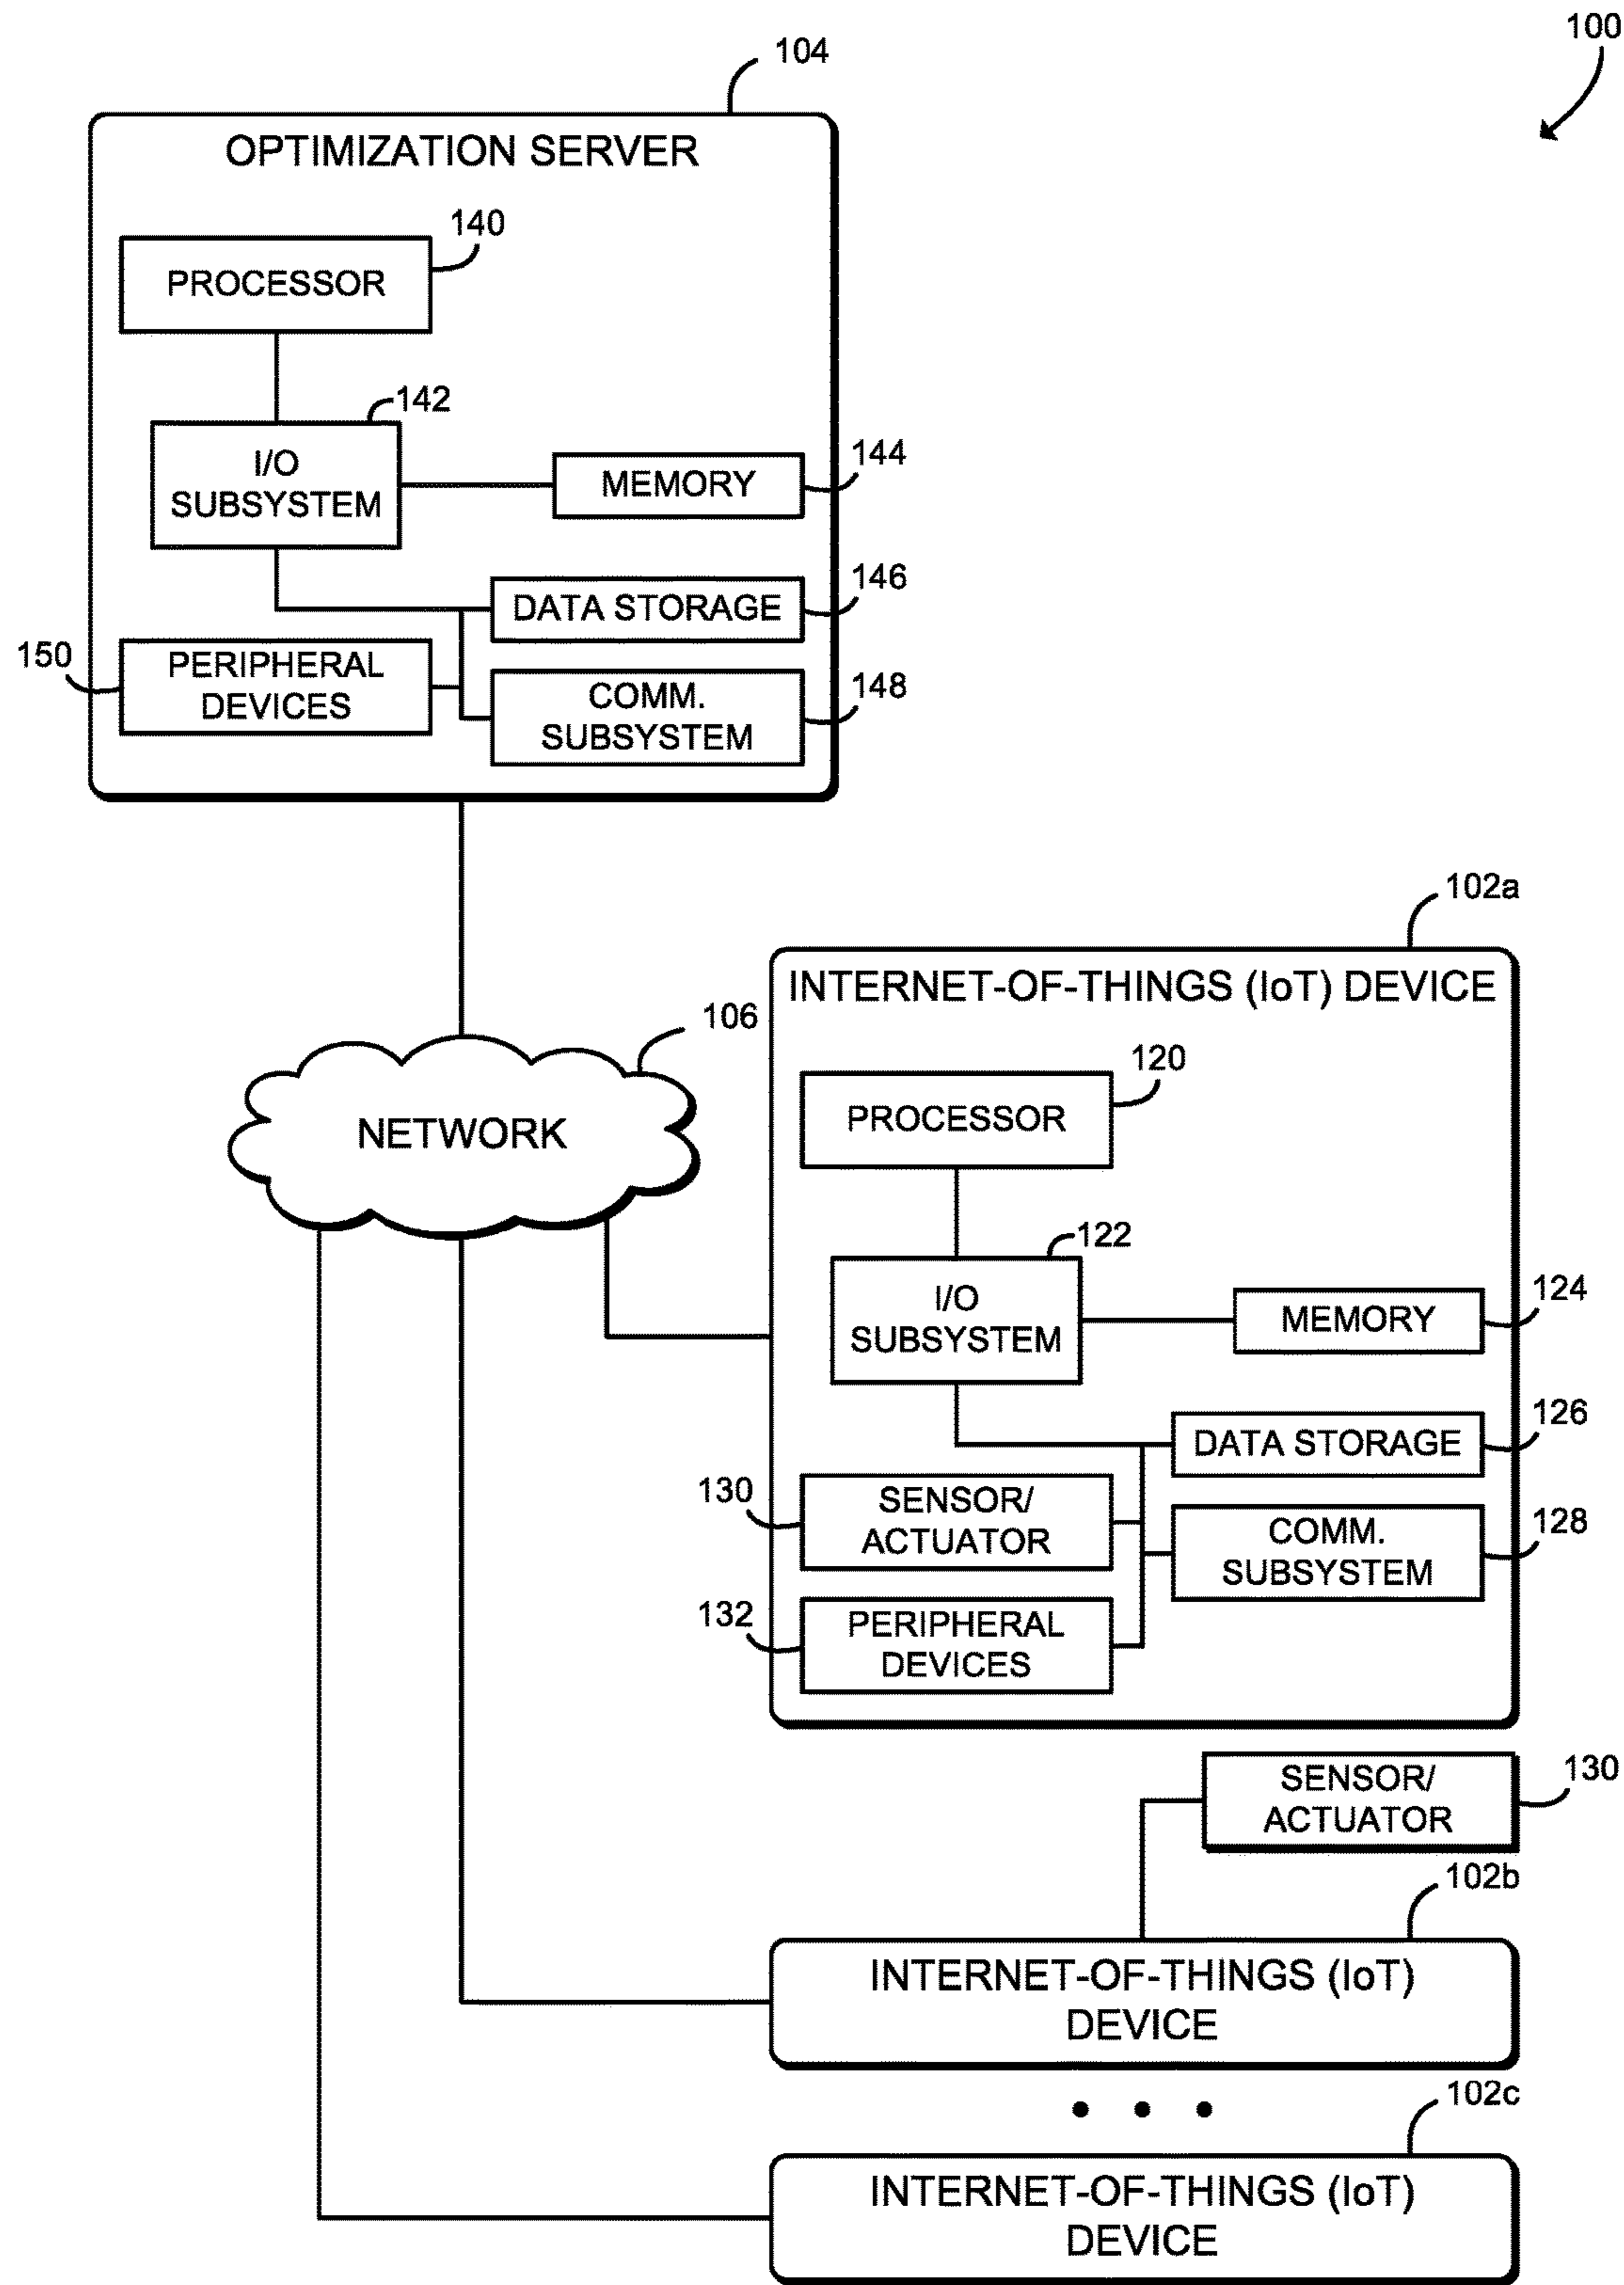 100
104
OPTIMIZATION SERVER
140
PROCESSOR
142
I/O
SUBSYSTEM
144
MEMORY
146
DATA STORAGE
150
PERIPHERAL
DEVICES
148
COMM.
SUBSYSTEM
102a
INTERNET-OF-THINGS (IoT) DEVICE
106
NETWORK
120
PROCESSOR
122
I/O
SUBSYSTEM
124
MEMORY
126
DATA STORAGE
130
SENSOR/
ACTUATOR
128
COMM.
SUBSYSTEM
132
PERIPHERAL
DEVICES
130
SENSOR/
ACTUATOR
102b
INTERNET-OF-THINGS (IoT)
DEVICE
• • •
102c
INTERNET-OF-THINGS (IoT)
DEVICE